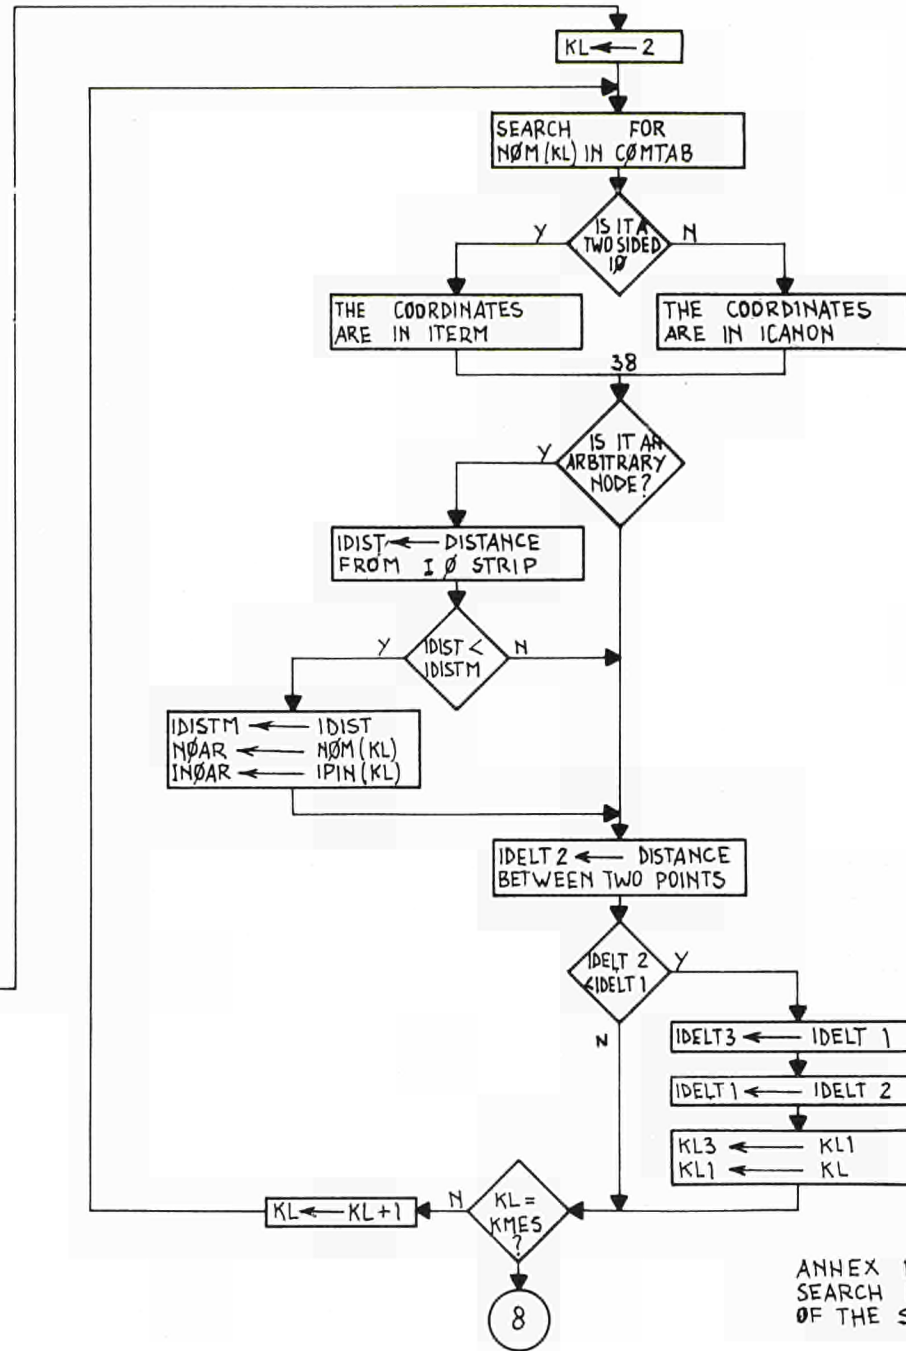 KL ← 2
SEARCH FOR
NØM(KL) IN CØMTAB
IS IT A
TWO SIDED
IØ
Y
N
THE COORDINATES
ARE IN ITERM
THE COORDINATES
ARE IN ICANON
38
IS IT AN
ARBITRARY
NODE?
Y
IDIST ← DISTANCE
FROM IØ STRIP
IDIST <
IDISTM
Y
N
IDISTM ← IDIST
NØAR ← NØM(KL)
INØAR ← IPIN(KL)
IDELT 2 ← DISTANCE
BETWEEN TWO POINTS
IDELT 2
<IDELT 1
Y
N
IDELT3 ← IDELT 1
IDELT1 ← IDELT 2
KL3 ← KL1
KL1 ← KL
KL =
KMES
?
N
KL ← KL+1
8
ANNEX
SEARCH
ØF THE